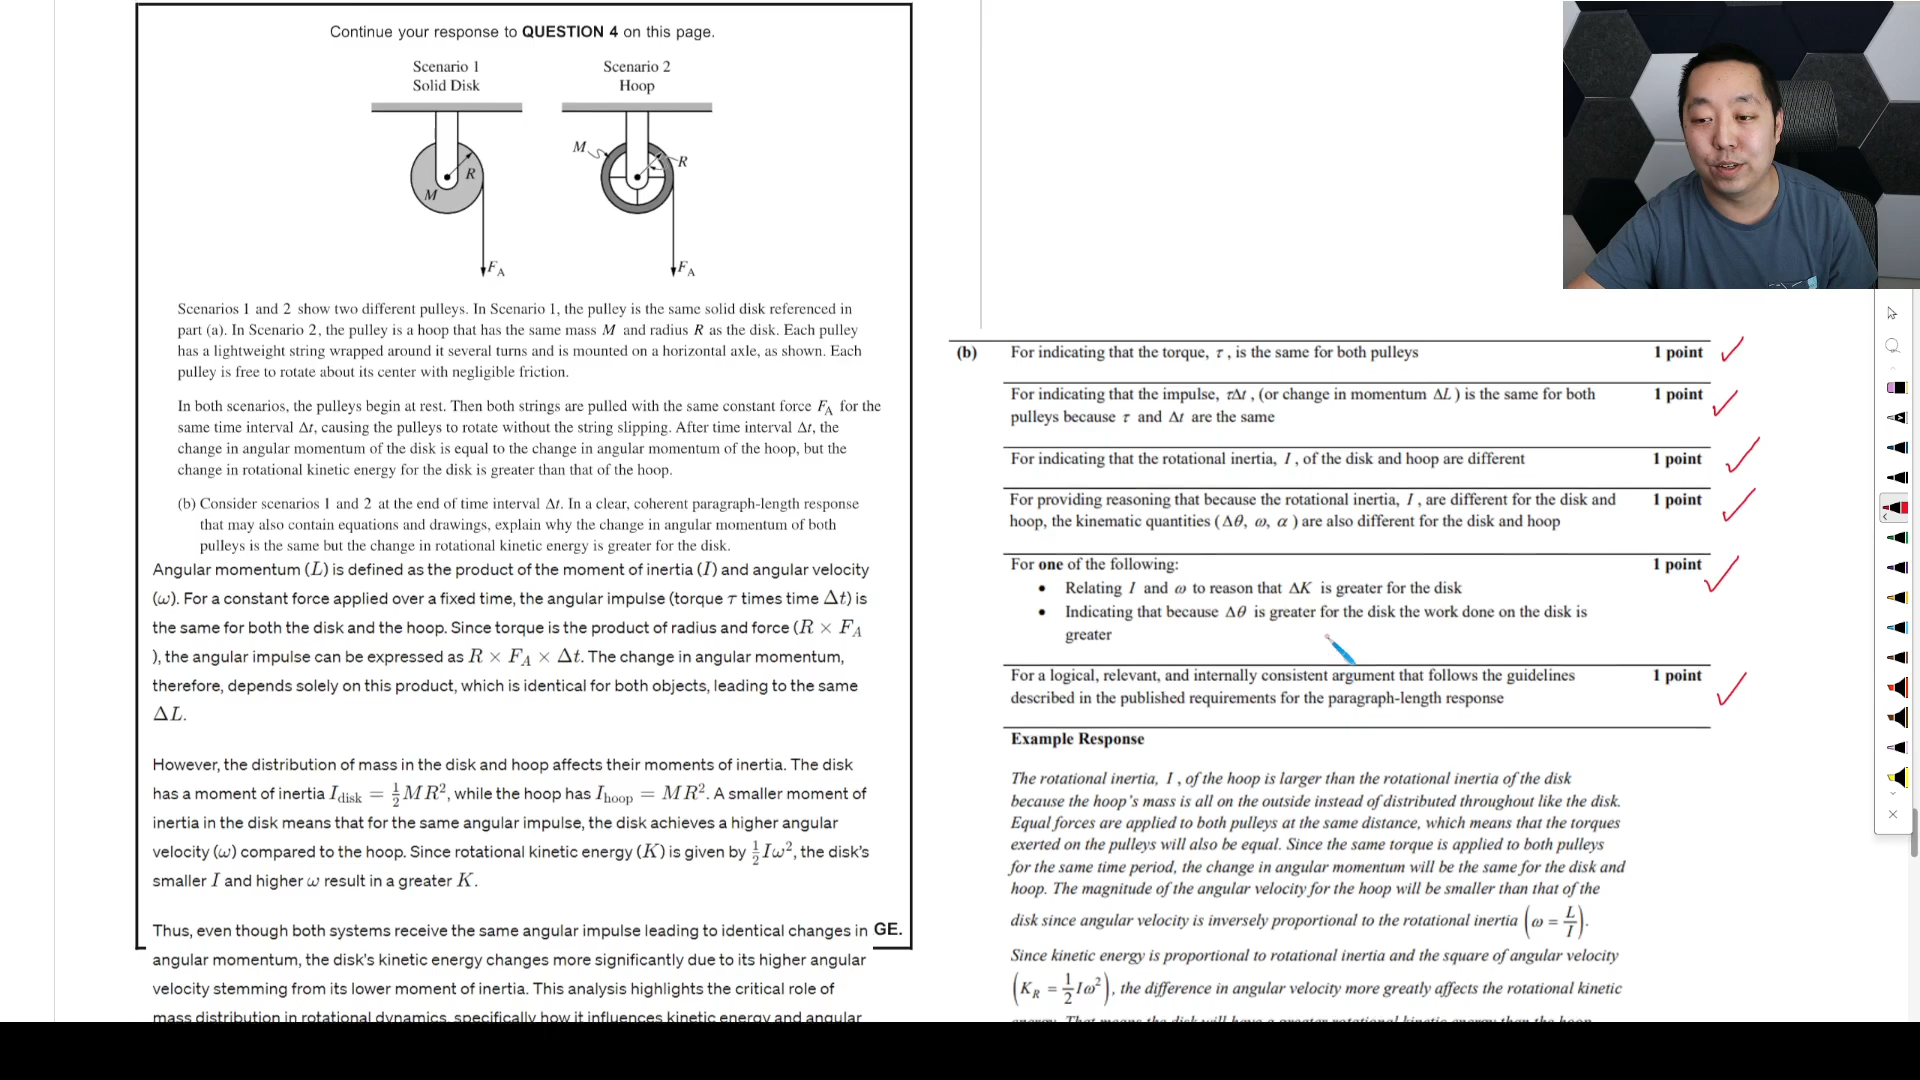 Continue your response to QUESTION 4 on this page.
Scenario 1
Solid Disk
Scenario 2
Hoop
M
R
R
M
F_A
F_A
Scenarios 1 and 2 show two different pulleys. In Scenario 1, the pulley is the same solid disk referenced in
part (a). In Scenario 2, the pulley is a hoop that has the same mass M and radius R as the disk. Each pulley
has a lightweight string wrapped around it several turns and is mounted on a horizontal axle, as shown. Each
pulley is free to rotate about its center with negligible friction.
In both scenarios, the pulleys begin at rest. Then both strings are pulled with the same constant force F_A for the
same time interval Δt, causing the pulleys to rotate without the string slipping. After time interval Δt, the
change in angular momentum of the disk is equal to the change in angular momentum of the hoop, but the
change in rotational kinetic energy for the disk is greater than that of the hoop.
(b) Consider scenarios 1 and 2 at the end of time interval Δt. In a clear, coherent paragraph-length response
that may also contain equations and drawings, explain why the change in angular momentum of both
pulleys is the same but the change in rotational kinetic energy is greater for the disk.
Angular momentum (L) is defined as the product of the moment of inertia (I) and angular velocity
(ω). For a constant force applied over a fixed time, the angular impulse (torque τ times time Δt) is
the same for both the disk and the hoop. Since torque is the product of radius and force (R × F_A
), the angular impulse can be expressed as R × F_A × Δt. The change in angular momentum,
therefore, depends solely on this product, which is identical for both objects, leading to the same
ΔL.
However, the distribution of mass in the disk and hoop affects their moments of inertia. The disk
has a moment of inertia I_disk = ½MR², while the hoop has I_hoop = MR². A smaller moment of
inertia in the disk means that for the same angular impulse, the disk achieves a higher angular
velocity (ω) compared to the hoop. Since rotational kinetic energy (K) is given by ½Iω², the disk's
smaller I and higher ω result in a greater K.
Thus, even though both systems receive the same angular impulse leading to identical changes in GE.
angular momentum, the disk's kinetic energy changes more significantly due to its higher angular
velocity stemming from its lower moment of inertia. This analysis highlights the critical role of
mass distribution in rotational dynamics, specifically how it influences kinetic energy and angular
(b) For indicating that the torque, τ, is the same for both pulleys 1 point
For indicating that the impulse, τΔt, (or change in momentum ΔL) is the same for both 1 point
pulleys because τ and Δt are the same
For indicating that the rotational inertia, I, of the disk and hoop are different 1 point
For providing reasoning that because the rotational inertia, I, are different for the disk and 1 point
hoop, the kinematic quantities (Δθ, ω, α) are also different for the disk and hoop
For one of the following: 1 point
• Relating I and ω to reason that ΔK is greater for the disk
• Indicating that because Δθ is greater for the disk the work done on the disk is
greater
For a logical, relevant, and internally consistent argument that follows the guidelines 1 point
described in the published requirements for the paragraph-length response
Example Response
The rotational inertia, I, of the hoop is larger than the rotational inertia of the disk
because the hoop's mass is all on the outside instead of distributed throughout like the disk.
Equal forces are applied to both pulleys at the same distance, which means that the torques
exerted on the pulleys will also be equal. Since the same torque is applied to both pulleys
for the same time period, the change in angular momentum will be the same for the disk and
hoop. The magnitude of the angular velocity for the hoop will be smaller than that of the
disk since angular velocity is inversely proportional to the rotational inertia (ω = L/I).
Since kinetic energy is proportional to rotational inertia and the square of angular velocity
(K_R = ½Iω²), the difference in angular velocity more greatly affects the rotational kinetic
energy. That means the disk will have a greater rotational kinetic energy than the hoop